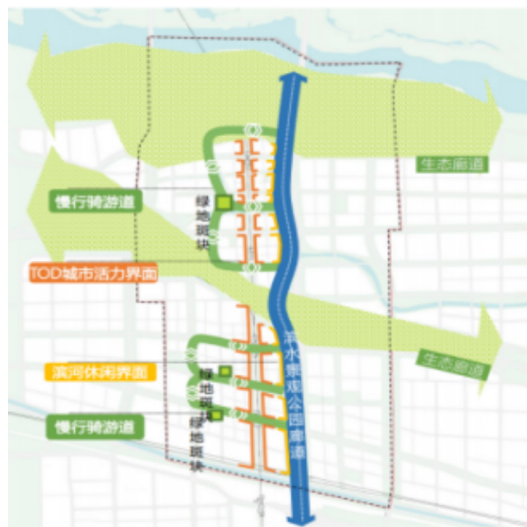 生态廊道
慢行骑游道
绿地斑块
TOD城市活力界面
滨水景观公园廊道
生态廊道
滨河休闲界面
绿地斑块
慢行骑游道
绿地斑块